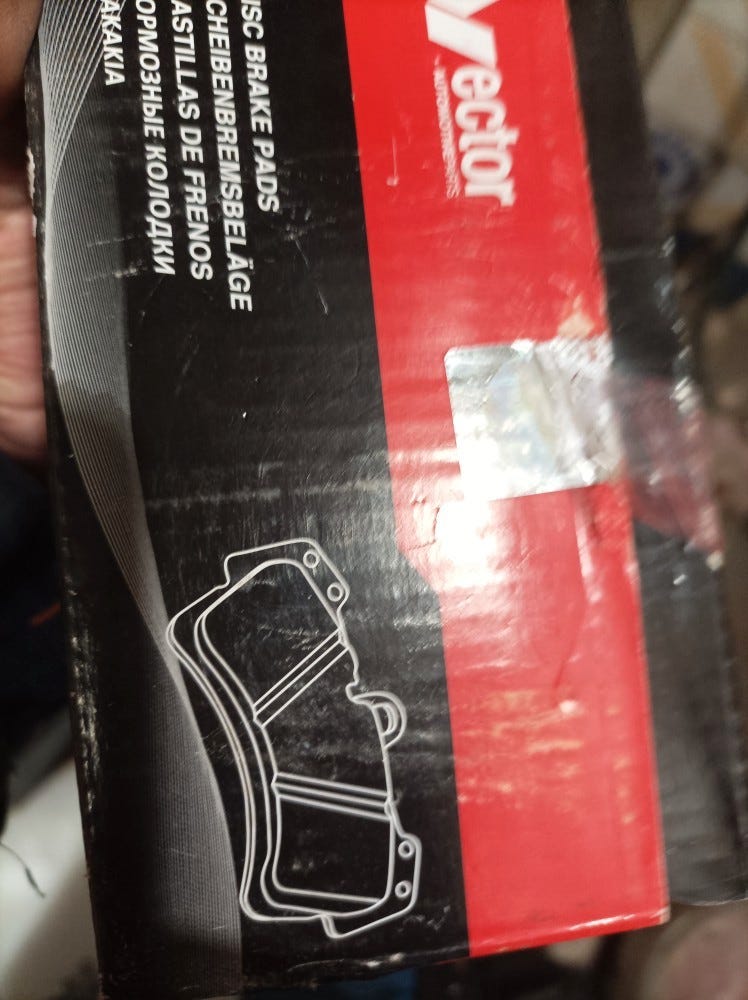 Vector
ISC BRAKE PADS
CHEIBENBREMSBELÄGE
ASTILLAS DE FRENOS
ОРМОЗНЫЕ КОЛОДКИ
ΑΚΑΚΙΑ